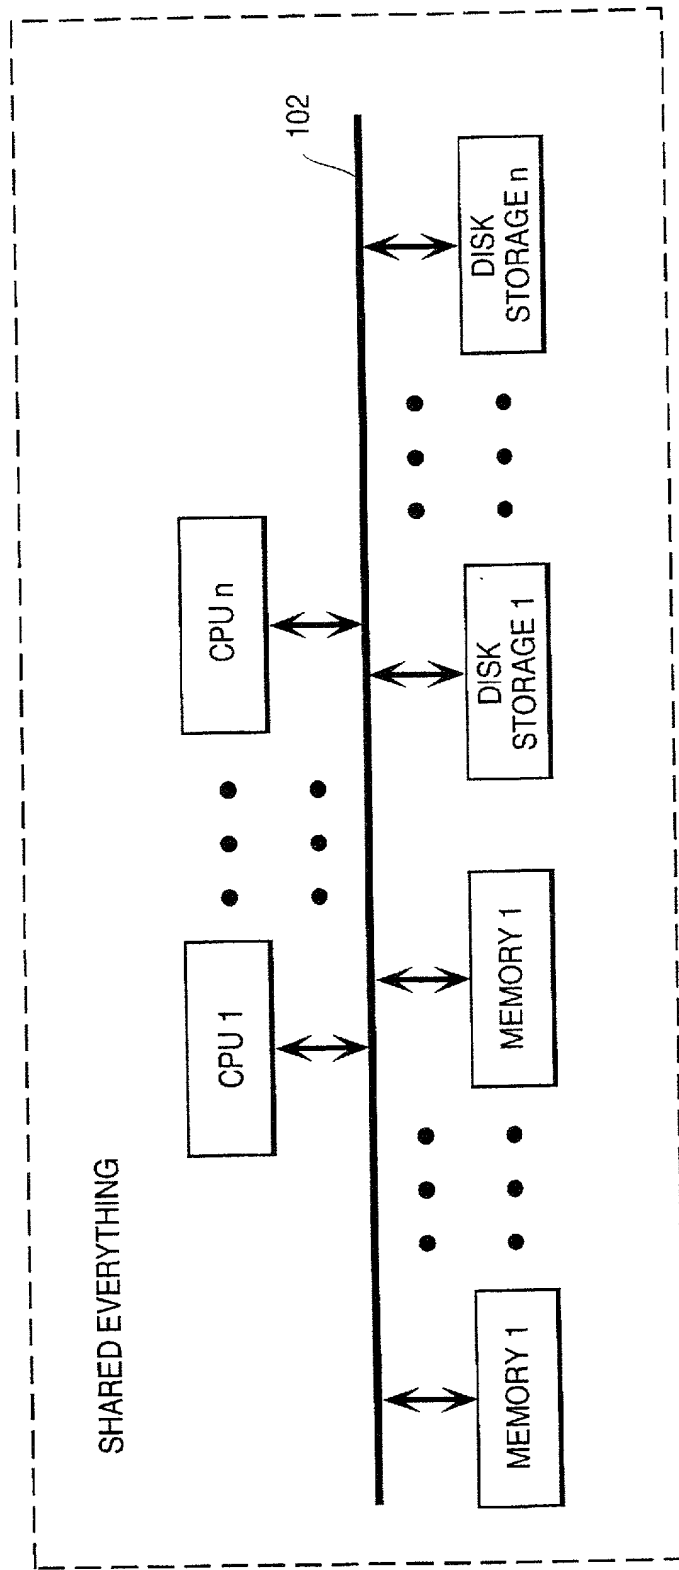 SHARED EVERYTHING
CPU 1
CPU n
102
MEMORY 1
MEMORY 1
DISK
STORAGE 1
DISK
STORAGE n